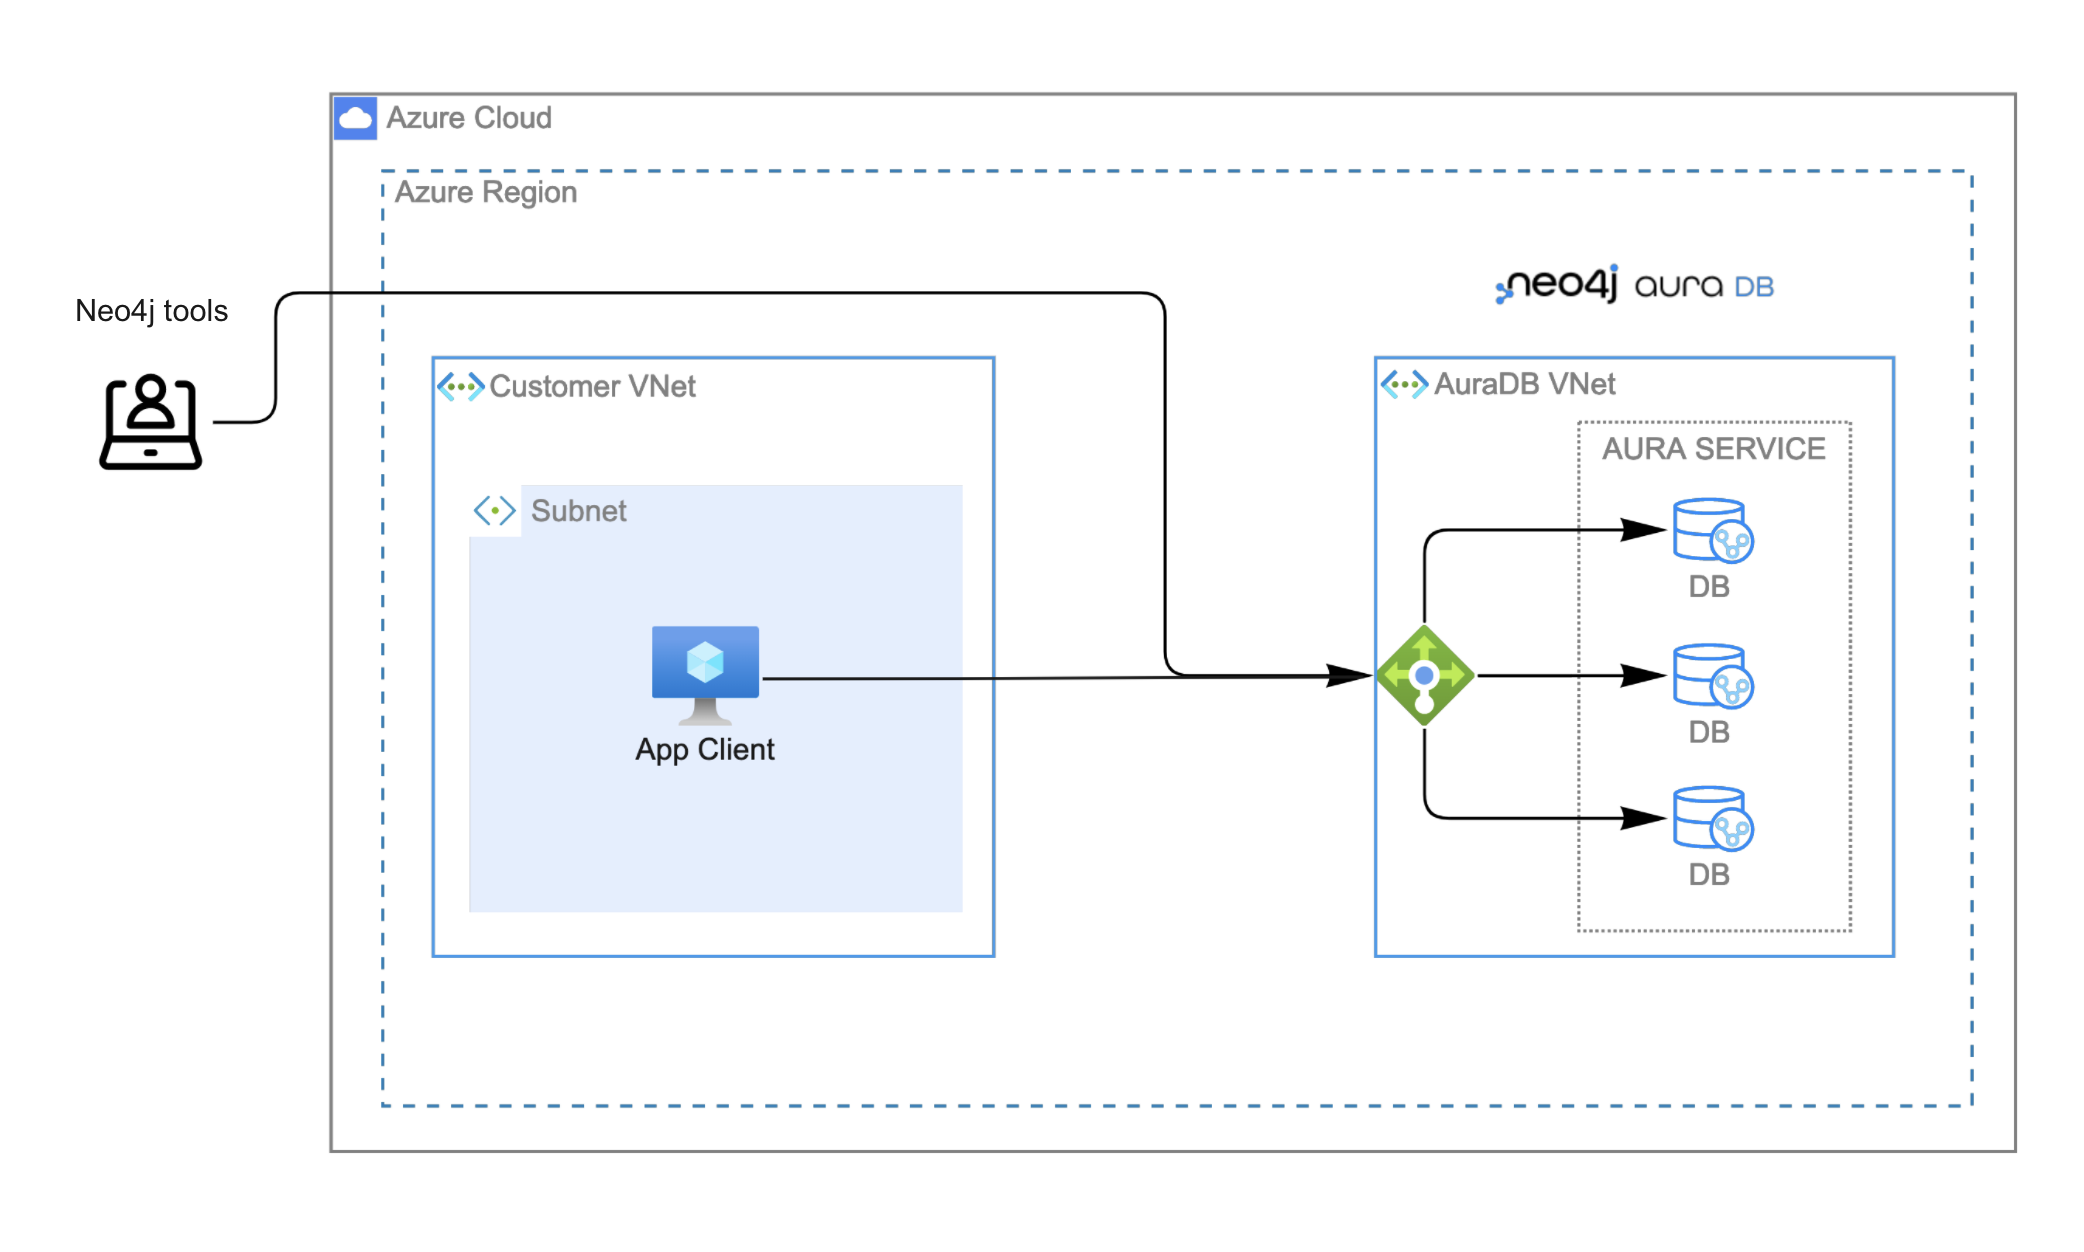 Azure Cloud
Azure Region
Neo4j tools
neo4j aura DB
Customer VNet
AuraDB VNet
AURA SERVICE
Subnet
DB
DB
App Client
DB